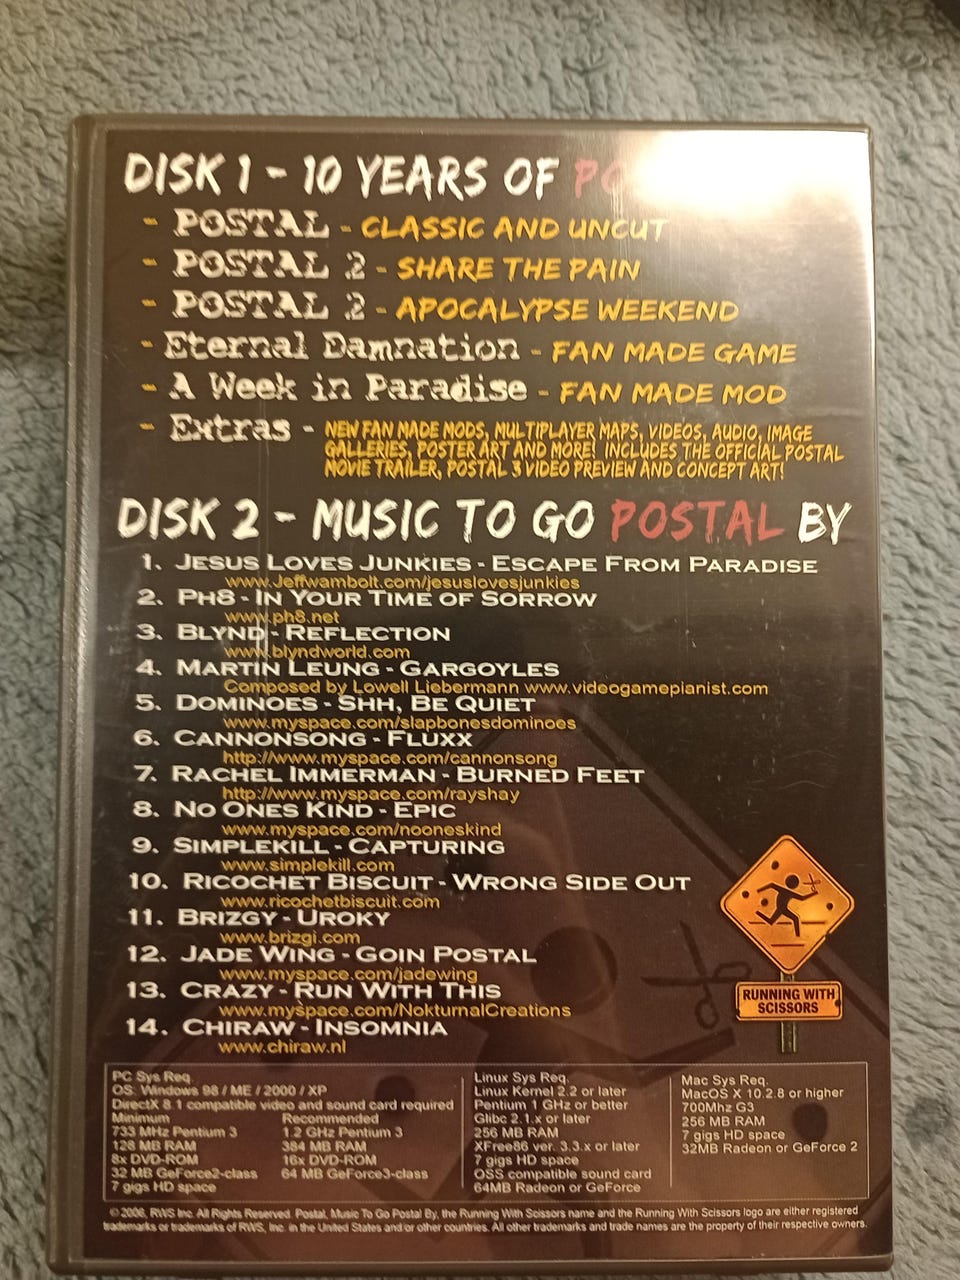 DISK 1 - 10 YEARS OF PO
- POSTAL - CLASSIC AND UNCUT
- POSTAL 2 - SHARE THE PAIN
- POSTAL 2 - APOCALYPSE WEEKEND
- Eternal Damnation - FAN MADE GAME
- A Week in Paradise - FAN MADE MOD
- Extras - NEW FAN MADE MODS, MULTIPLAYER MAPS, VIDEOS, AUDIO, IMAGE
GALLERIES, POSTER ART AND MORE! INCLUDES THE OFFICIAL POSTAL
MOVIE TRAILER, POSTAL 3 VIDEO PREVIEW AND CONCEPT ART!
DISK 2 - MUSIC TO GO POSTAL BY
1. JESUS LOVES JUNKIES - ESCAPE FROM PARADISE
www.Jeffwambolt.com/jesuslovesjunkies
2. PH8 - IN YOUR TIME OF SORROW
www.ph8.net
3. BLYND - REFLECTION
www.blyndworld.com
4. MARTIN LEUNG - GARGOYLES
Composed by Lowell Liebermann www.videogamepianist.com
5. DOMINOES - SHH, BE QUIET
www.myspace.com/slapbonesdominoes
6. CANNONSONG - FLUXX
http://www.myspace.com/cannonsong
7. RACHEL IMMERMAN - BURNED FEET
http://www.myspace.com/rayshay
8. NO ONES KIND - EPIC
www.myspace.com/nooneskind
9. SIMPLEKILL - CAPTURING
www.simplekill.com
10. RICOCHET BISCUIT - WRONG SIDE OUT
www.ricochetbiscuit.com
11. BRIZGY - UROKY
www.brizgi.com
12. JADE WING - GOIN POSTAL
www.myspace.com/jadewing
13. CRAZY - RUN WITH THIS
www.myspace.com/NokturnalCreations
14. CHIRAW - INSOMNIA
www.chiraw.nl
RUNNING WITH
SCISSORS
PC Sys Req.
OS: Windows 98 / ME / 2000 / XP
DirectX 8.1 compatible video and sound card required
Minimum Recommended
733 MHz Pentium 3 1.2 GHz Pentium 3
128 MB RAM 384 MB RAM
8x DVD-ROM 16x DVD-ROM
32 MB GeForce2-class 64 MB GeForce3-class
7 gigs HD space
Linux Sys Req.
Linux Kernel 2.2 or later
Pentium 1 GHz or better
Glibc 2.1.x or later
256 MB RAM
XFree86 ver. 3.3.x or later
7 gigs HD space
OSS compatible sound card
64MB Radeon or GeForce
Mac Sys Req.
MacOS X 10.2.8 or higher
700Mhz G3
256 MB RAM
7 gigs HD space
32MB Radeon or GeForce 2
© 2008, RWS Inc. All Rights Reserved. Postal, Music To Go Postal By, the Running With Scissors name and the Running With Scissors logo are either registered
trademarks or trademarks of RWS, Inc. in the United States and/or other countries. All other trademarks and trade names are the property of their respective owners.